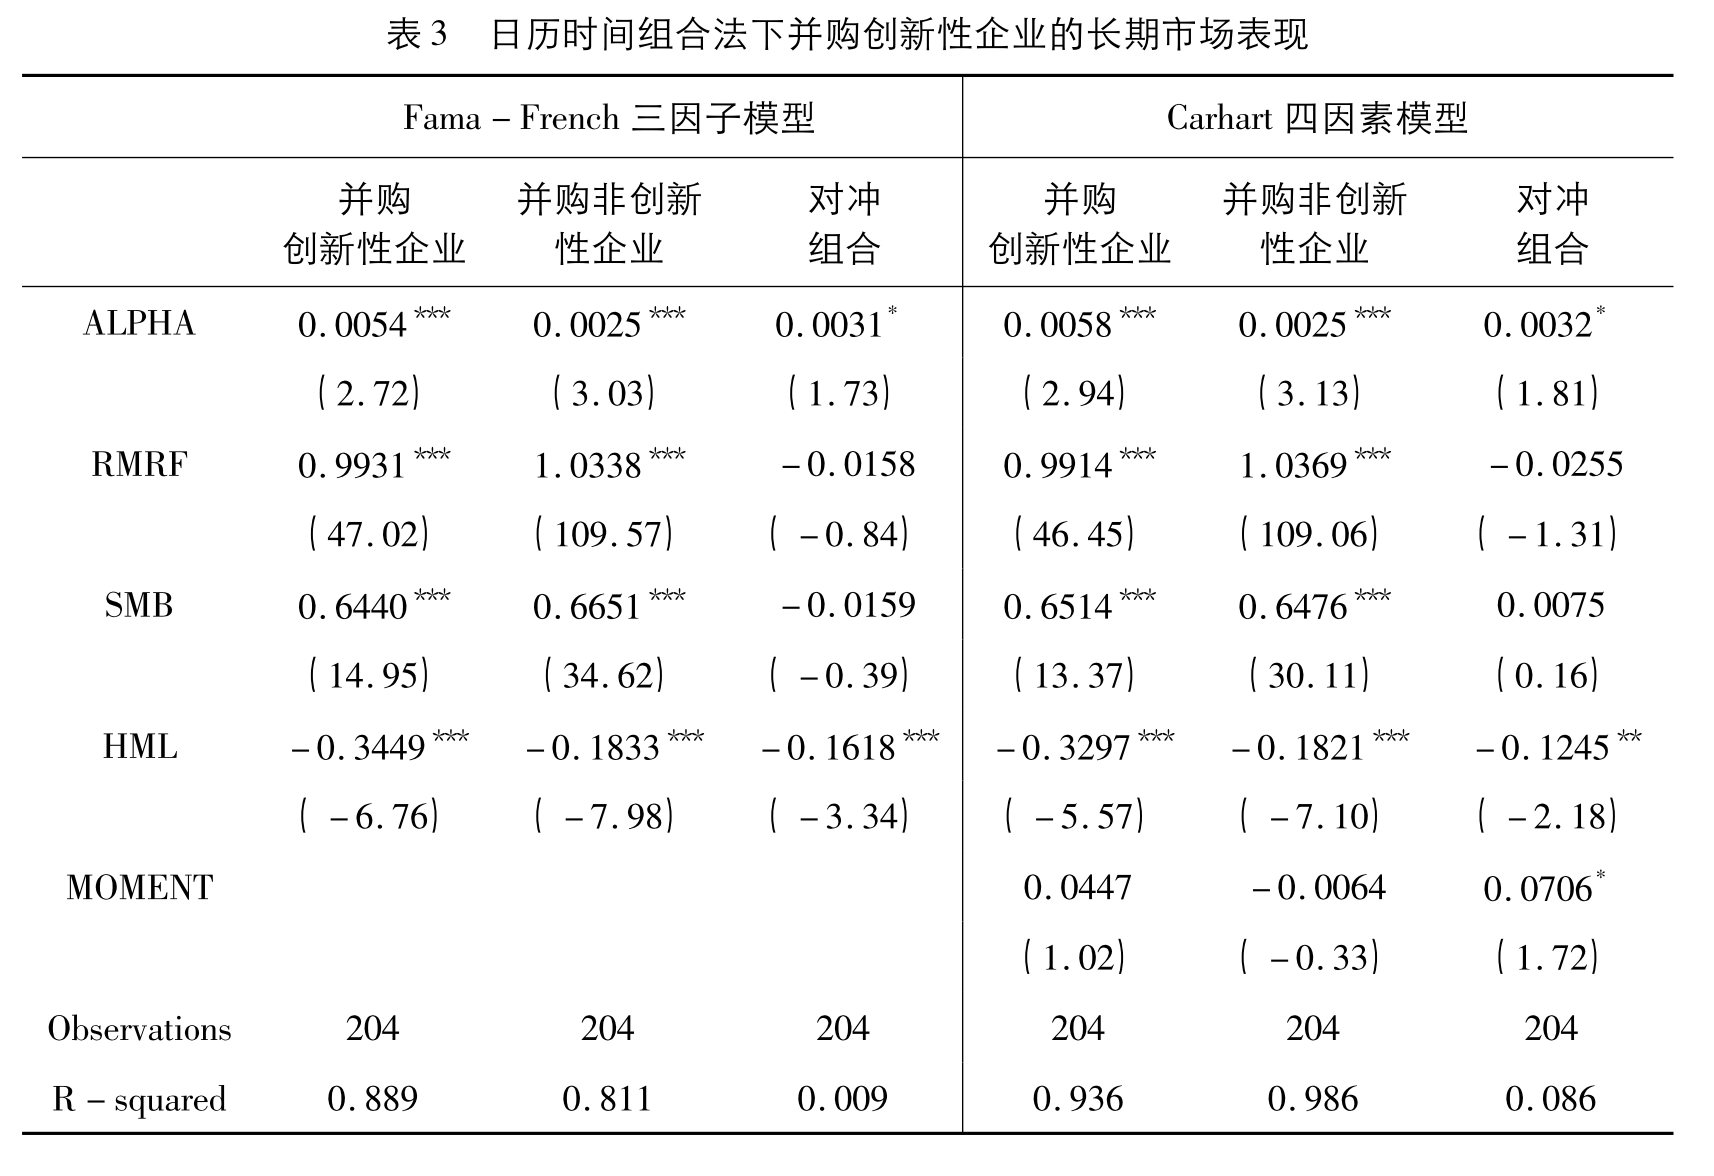 表 3 日历时间组合法下并购创新性企业的长期市场表现
Fama – French 三因子模型 Carhart 四因素模型
并购 并购非创新 对冲 并购 并购非创新 对冲
创新性企业 性企业 组合 创新性企业 性企业 组合
ALPHA 0.0054*** 0.0025*** 0.0031* 0.0058*** 0.0025*** 0.0032*
(2.72) (3.03) (1.73) (2.94) (3.13) (1.81)
RMRF 0.9931*** 1.0338*** -0.0158 0.9914*** 1.0369*** -0.0255
(47.02) (109.57) (-0.84) (46.45) (109.06) (-1.31)
SMB 0.6440*** 0.6651*** -0.0159 0.6514*** 0.6476*** 0.0075
(14.95) (34.62) (-0.39) (13.37) (30.11) (0.16)
HML -0.3449*** -0.1833*** -0.1618*** -0.3297*** -0.1821*** -0.1245**
(-6.76) (-7.98) (-3.34) (-5.57) (-7.10) (-2.18)
MOMENT 0.0447 -0.0064 0.0706*
(1.02) (-0.33) (1.72)
Observations 204 204 204 204 204 204
R – squared 0.889 0.811 0.009 0.936 0.986 0.086